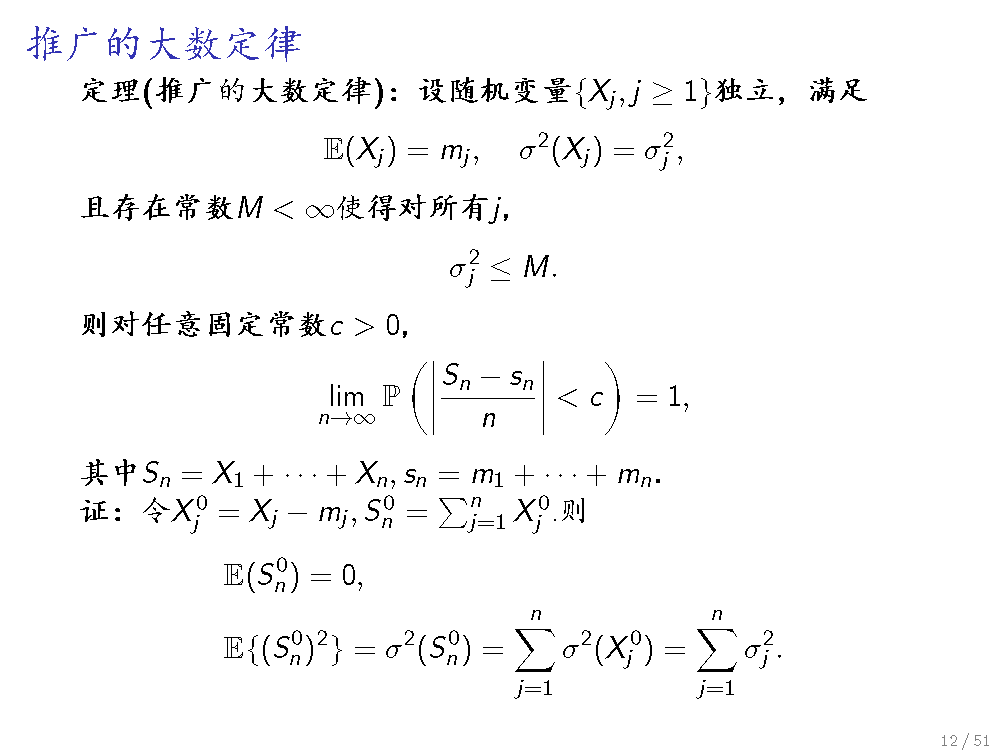 推广的大数定律
定理(推广的大数定律)：设随机变量{X_j, j ≥ 1}独立，满足
𝔼(X_j) = m_j, σ²(X_j) = σ_j²,
且存在常数M < ∞使得对所有j,
σ_j² ≤ M.
则对任意固定常数c > 0,
lim_{n→∞} ℙ(|(S_n − s_n)/n| < c) = 1,
其中S_n = X_1 + ··· + X_n, s_n = m_1 + ··· + m_n.
证：令X_j^0 = X_j − m_j, S_n^0 = ∑_{j=1}^n X_j^0.则
𝔼(S_n^0) = 0,
𝔼{(S_n^0)²} = σ²(S_n^0) = ∑_{j=1}^n σ²(X_j^0) = ∑_{j=1}^n σ_j².
12 / 51